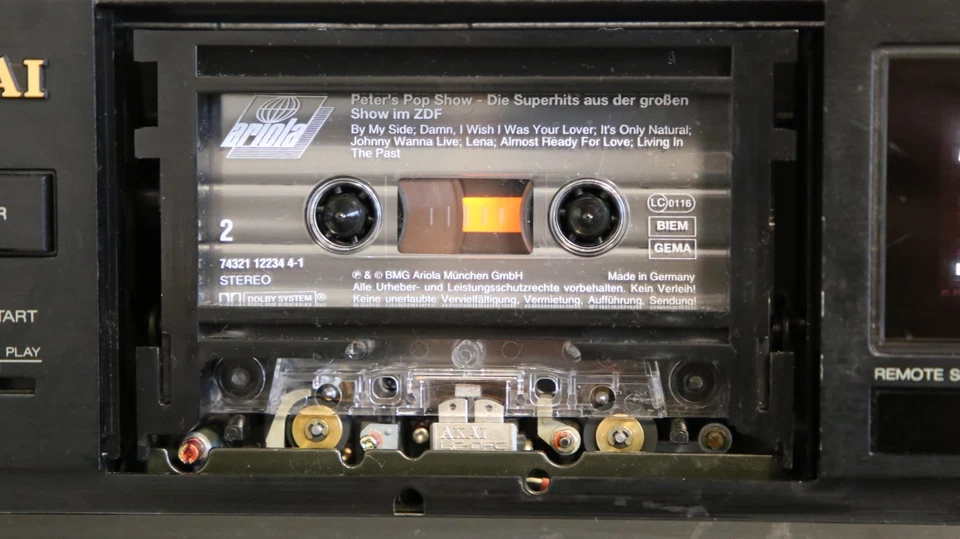 AI
ariola
Peter's Pop Show - Die Superhits aus der großen
Show im ZDF
By My Side; Damn, I Wish I Was Your Lover; It's Only Natural;
Johnny Wanna Live; Lena; Almost Ready For Love; Living In
The Past
R
2
LC 0116
BIEM
GEMA
74321 12234 4-1
STEREO
DOLBY SYSTEM ®
℗ & © BMG Ariola München GmbH
Made in Germany
Alle Urheber- und Leistungsschutzrechte vorbehalten. Kein Verleih!
Keine unerlaubte Vervielfältigung, Vermietung, Aufführung, Sendung!
TART
PLAY
REMOTE S
AKAI